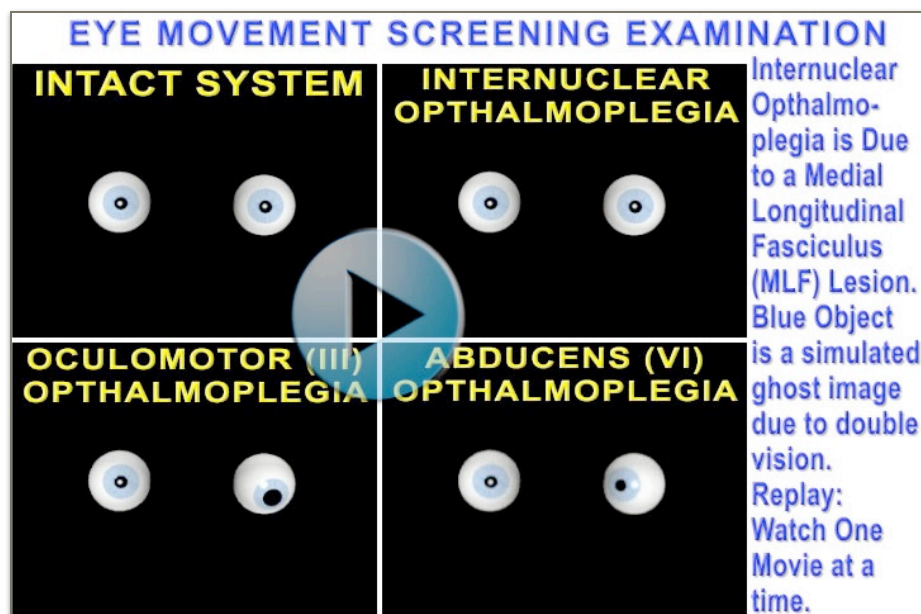 EYE MOVEMENT SCREENING EXAMINATION
INTACT SYSTEM
INTERNUCLEAR
OPTHALMOPLEGIA
OCULOMOTOR (III)
OPTHALMOPLEGIA
ABDUCENS (VI)
OPTHALMOPLEGIA
Internuclear
Opthalmo-
plegia is Due
to a Medial
Longitudinal
Fasciculus
(MLF) Lesion.
Blue Object
is a simulated
ghost image
due to double
vision.
Replay:
Watch One
Movie at a
time.